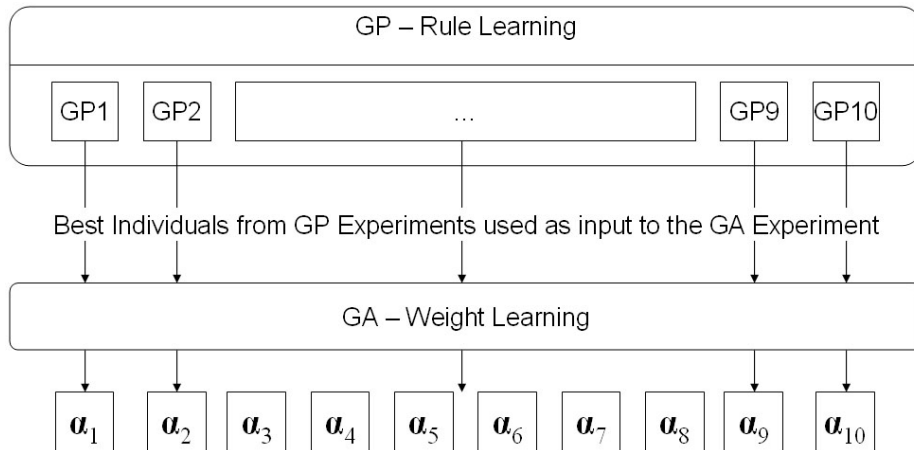 GP – Rule Learning
GP1 GP2 ... GP9 GP10
Best Individuals from GP Experiments used as input to the GA Experiment
GA – Weight Learning
α1 α2 α3 α4 α5 α6 α7 α8 α9 α10